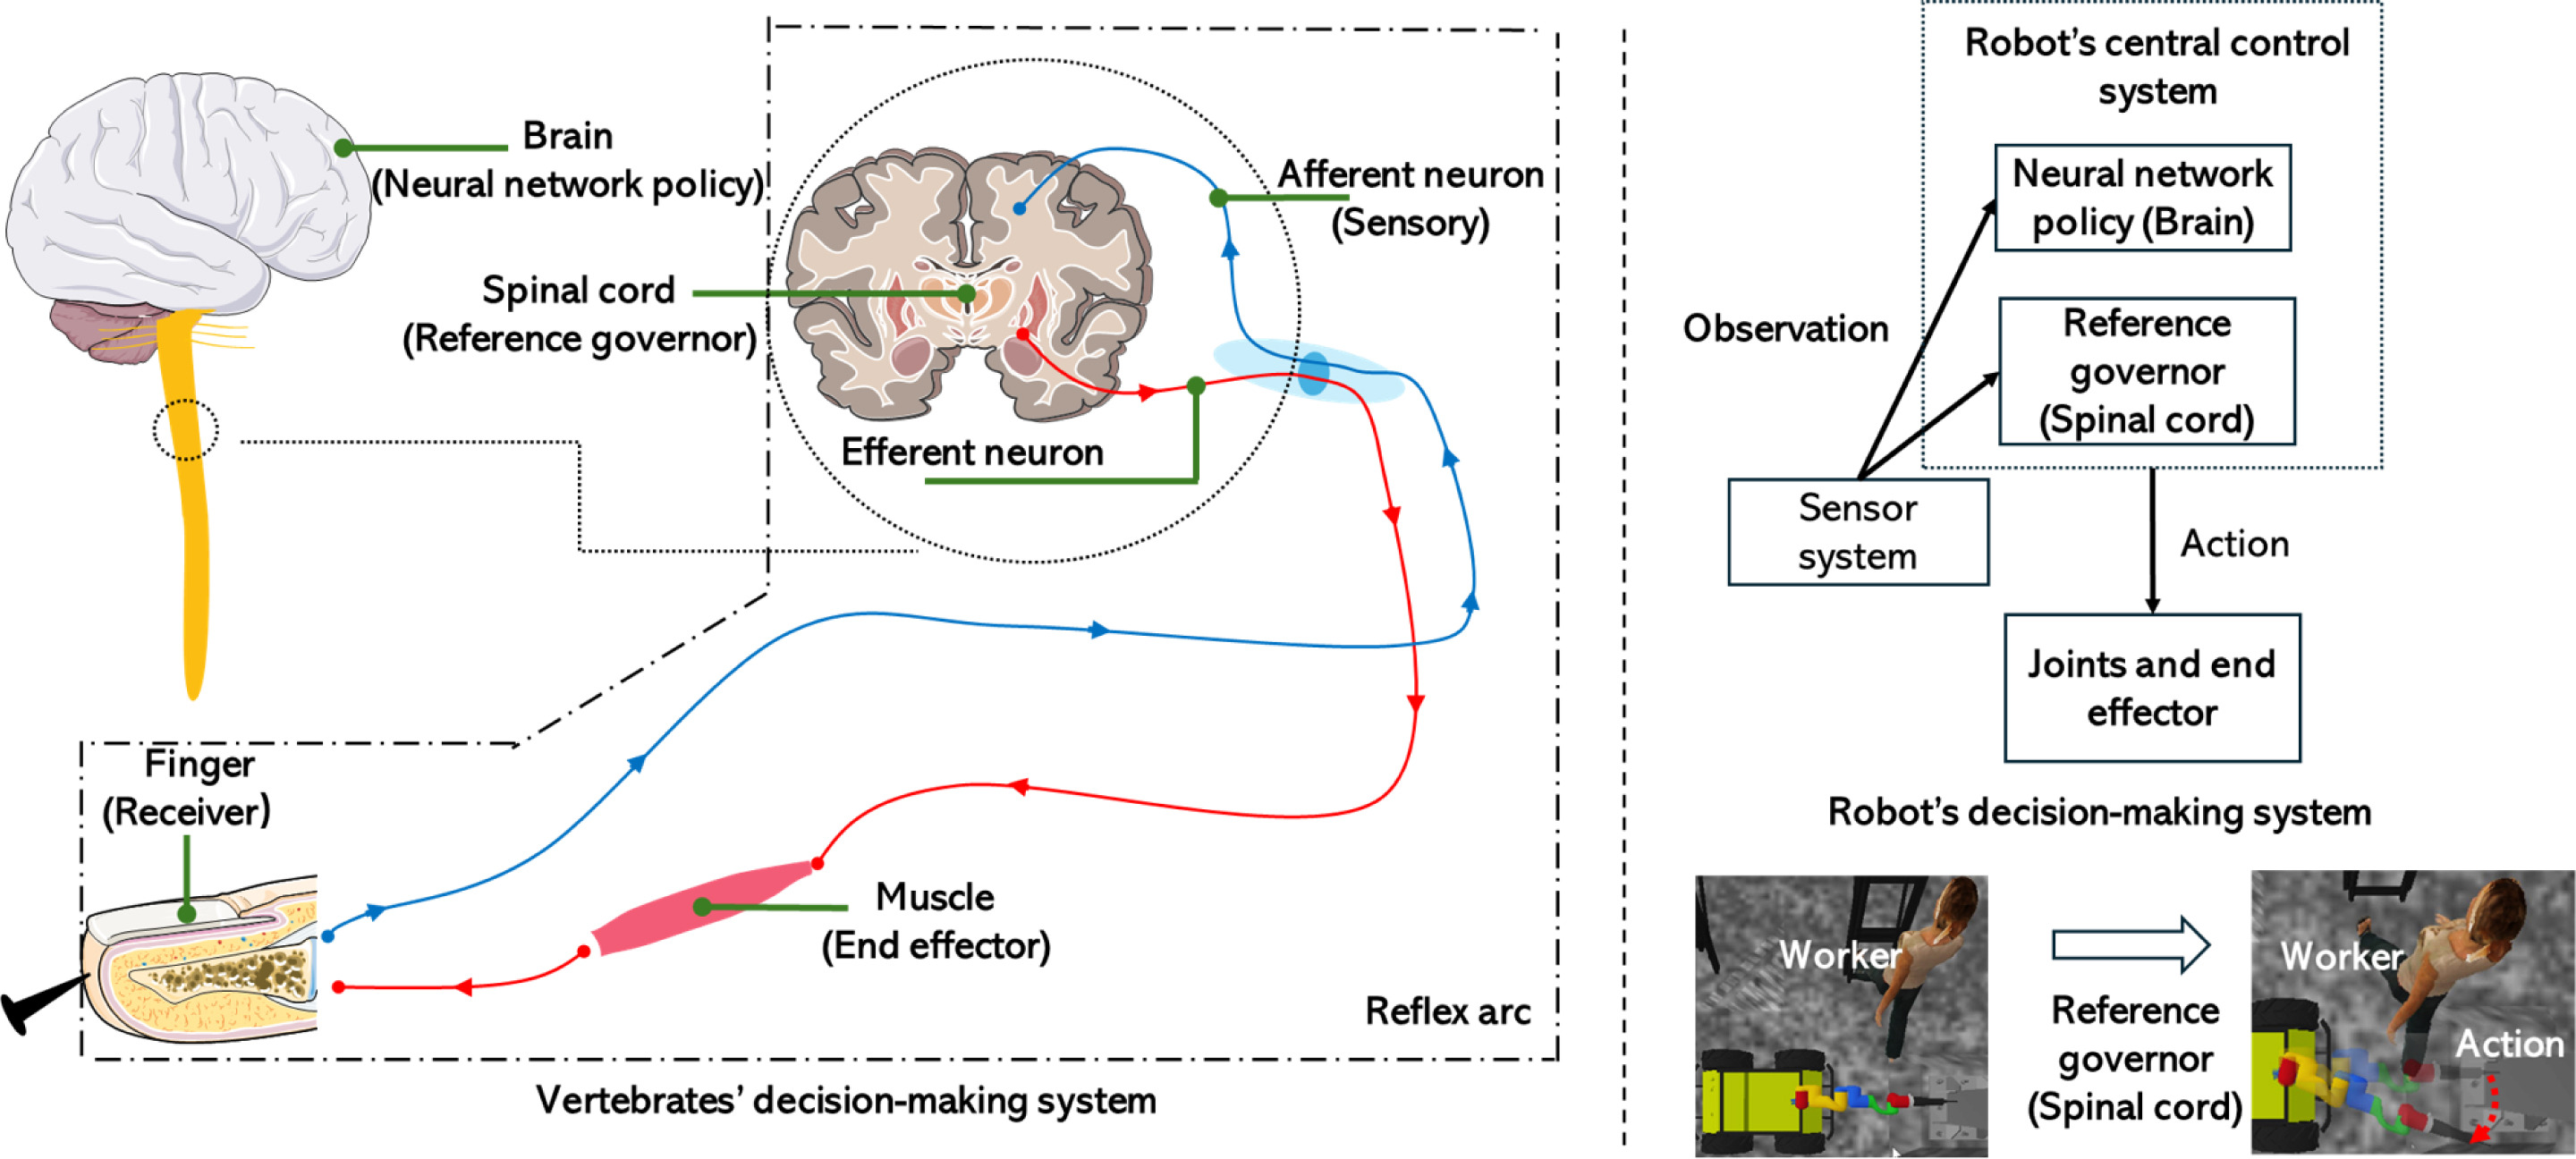 Brain
(Neural network policy)
Spinal cord
(Reference governor)
Afferent neuron
(Sensory)
Efferent neuron
Finger
(Receiver)
Muscle
(End effector)
Reflex arc
Vertebrates’ decision-making system
Robot’s central control
system
Neural network
policy (Brain)
Reference
governor
(Spinal cord)
Observation
Sensor
system
Action
Joints and end
effector
Robot’s decision-making system
Worker
Reference
governor
(Spinal cord)
Worker
Action